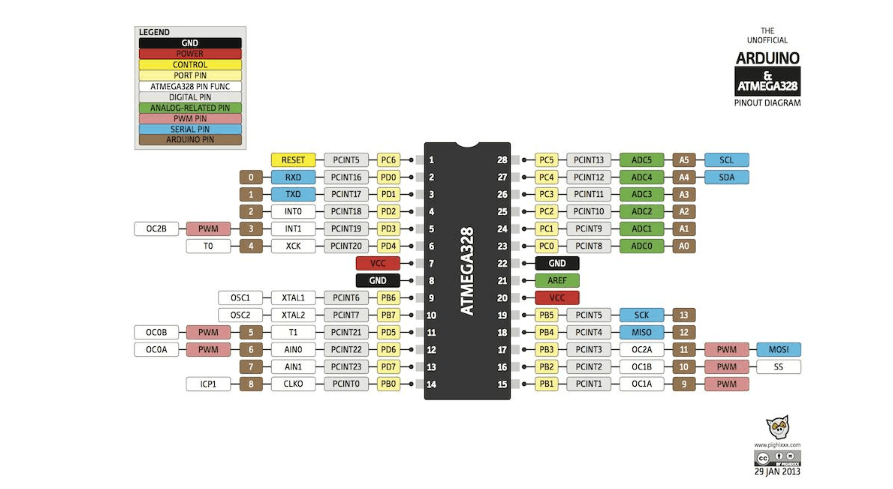 LEGEND
GND
POWER
CONTROL
PORT PIN
ATMEGA328 PIN FUNC
DIGITAL PIN
ANALOG-RELATED PIN
PWM PIN
SERIAL PIN
ARDUINO PIN
THE
UNOFFICIAL
ARDUINO
&
ATMEGA328
PINOUT DIAGRAM
RESET PCINT5 PC6 1 28 PC5 PCINT13 ADC5 A5 SCL
0 RXD PCINT16 PD0 2 27 PC4 PCINT12 ADC4 A4 SDA
1 TXD PCINT17 PD1 3 26 PC3 PCINT11 ADC3 A3
2 INT0 PCINT18 PD2 4 25 PC2 PCINT10 ADC2 A2
OC2B PWM 3 INT1 PCINT19 PD3 5 24 PC1 PCINT9 ADC1 A1
T0 4 XCK PCINT20 PD4 6 23 PC0 PCINT8 ADC0 A0
VCC 7 22 GND
GND 8 21 AREF
OSC1 XTAL1 PCINT6 PB6 9 20 VCC
OSC2 XTAL2 PCINT7 PB7 10 19 PB5 PCINT5 SCK 13
OC0B PWM 5 T1 PCINT21 PD5 11 18 PB4 PCINT4 MISO 12
OC0A PWM 6 AIN0 PCINT22 PD6 12 17 PB3 PCINT3 OC2A 11 PWM MOSI
7 AIN1 PCINT23 PD7 13 16 PB2 PCINT2 OC1B 10 PWM SS
ICP1 8 CLKO PCINT0 PB0 14 15 PB1 PCINT1 OC1A 9 PWM
ATMEGA328
www.pighixxx.com
cc
BY PIGHIXXX
29 JAN 2013